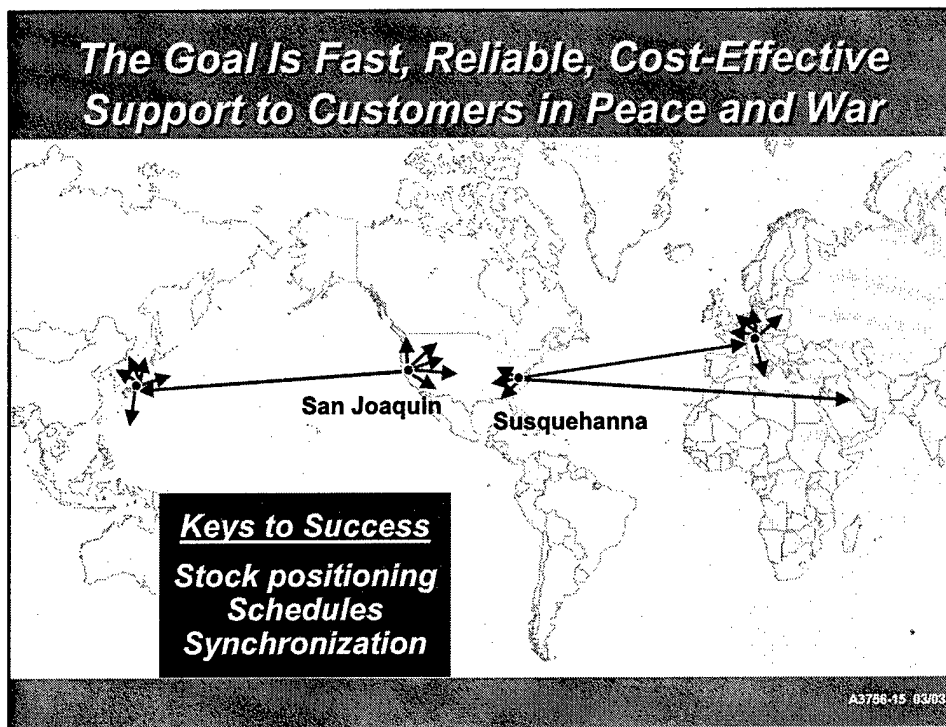 The Goal Is Fast, Reliable, Cost-Effective
Support to Customers in Peace and War
San Joaquin
Susquehanna
Keys to Success
Stock positioning
Schedules
Synchronization
A3756-15 03/03